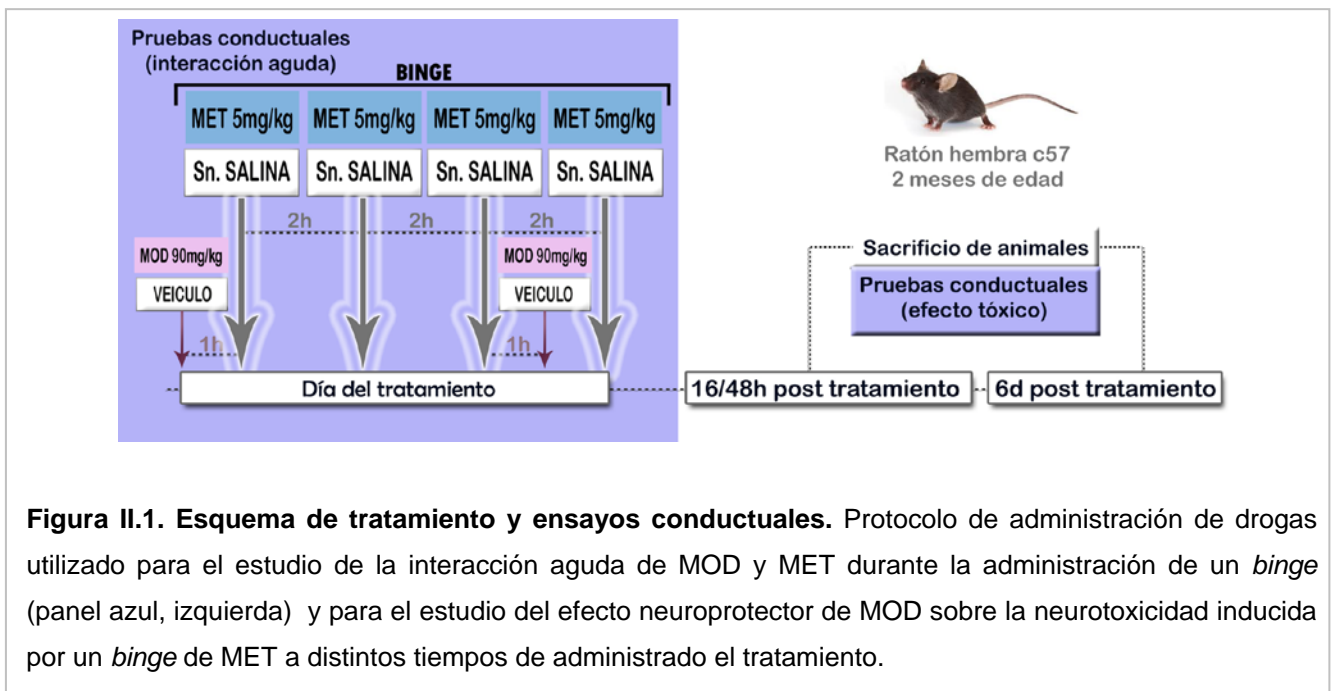 Pruebas conductuales
(interacción aguda)
BINGE
MET 5mg/kg MET 5mg/kg MET 5mg/kg MET 5mg/kg
Sn. SALINA Sn. SALINA Sn. SALINA Sn. SALINA
2h 2h 2h
MOD 90mg/kg MOD 90mg/kg
VEICULO VEICULO
1h 1h
Día del tratamiento
Ratón hembra c57
2 meses de edad
Sacrificio de animales
Pruebas conductuales
(efecto tóxico)
16/48h post tratamiento 6d post tratamiento
Figura II.1. Esquema de tratamiento y ensayos conductuales. Protocolo de administración de drogas
utilizado para el estudio de la interacción aguda de MOD y MET durante la administración de un binge
(panel azul, izquierda) y para el estudio del efecto neuroprotector de MOD sobre la neurotoxicidad inducida
por un binge de MET a distintos tiempos de administrado el tratamiento.